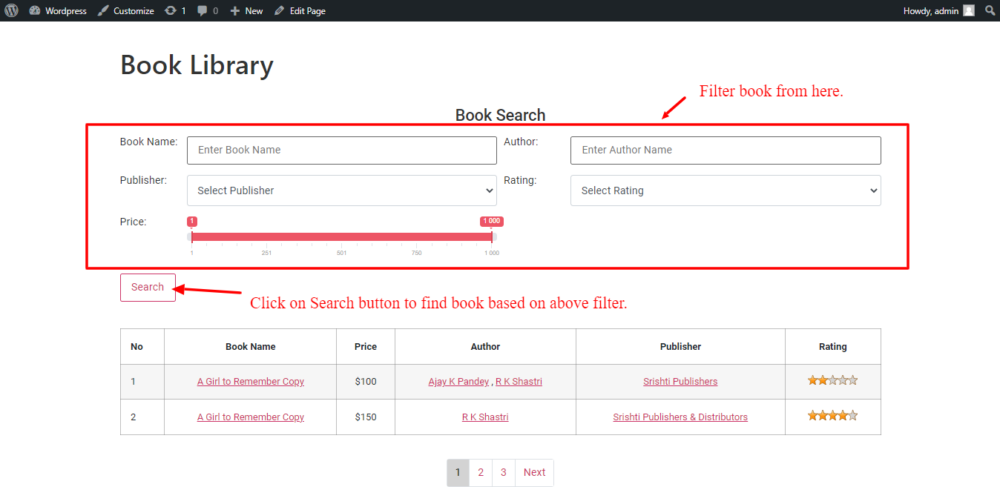 Wordpress Customize 1 0 New Edit Page Howdy, admin
Book Library
Filter book from here.
Book Search
Book Name: Enter Book Name Author: Enter Author Name
Publisher: Select Publisher Rating: Select Rating
Price: 1 1 000
1 251 501 750 1 000
Search
Click on Search button to find book based on above filter.
No Book Name Price Author Publisher Rating
1 A Girl to Remember Copy $100 Ajay K Pandey , R K Shastri Srishti Publishers
2 A Girl to Remember Copy $150 R K Shastri Srishti Publishers & Distributors
1 2 3 Next